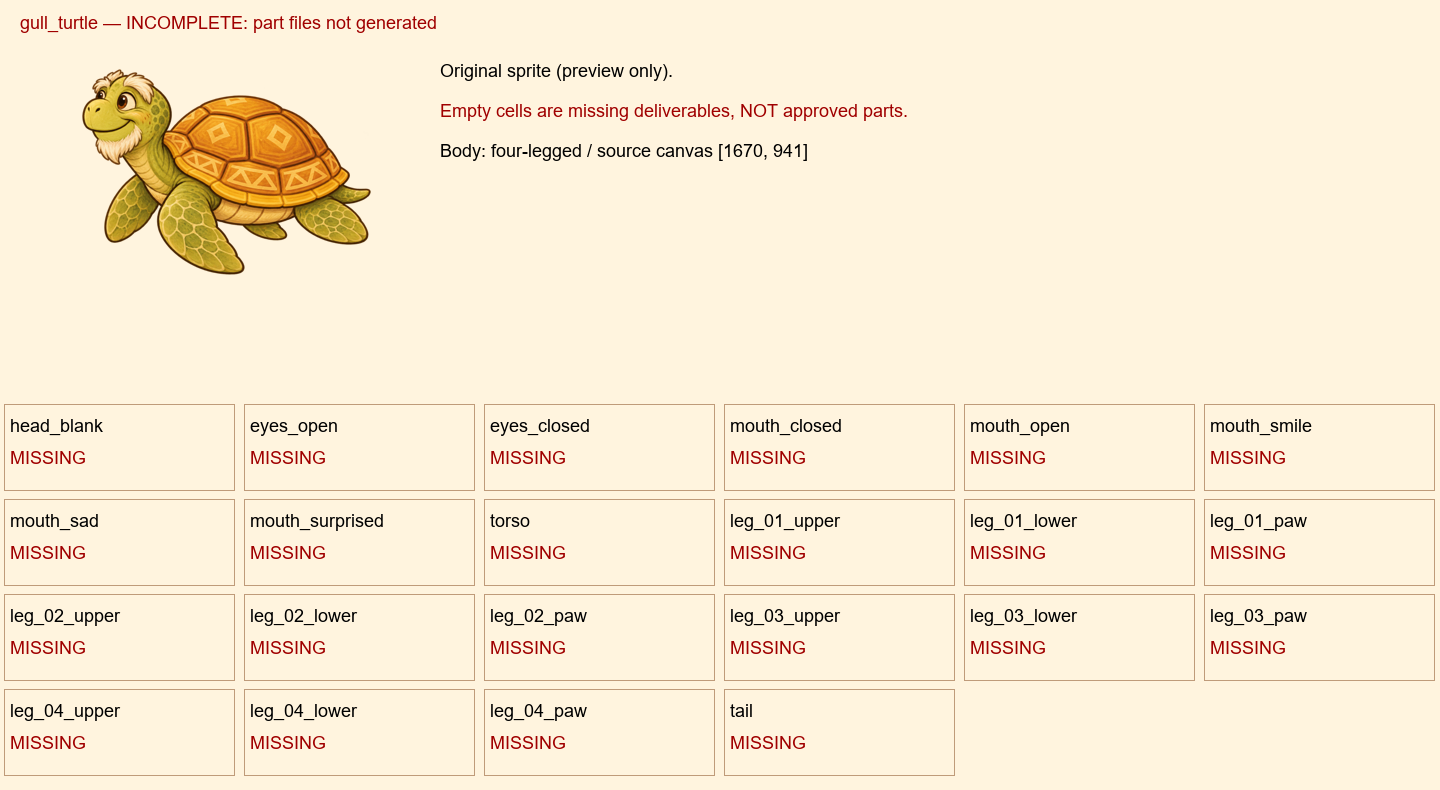 gull_turtle — INCOMPLETE: part files not generated
Original sprite (preview only).
Empty cells are missing deliverables, NOT approved parts.
Body: four-legged / source canvas [1670, 941]
head_blank
MISSING
eyes_open
MISSING
eyes_closed
MISSING
mouth_closed
MISSING
mouth_open
MISSING
mouth_smile
MISSING
mouth_sad
MISSING
mouth_surprised
MISSING
torso
MISSING
leg_01_upper
MISSING
leg_01_lower
MISSING
leg_01_paw
MISSING
leg_02_upper
MISSING
leg_02_lower
MISSING
leg_02_paw
MISSING
leg_03_upper
MISSING
leg_03_lower
MISSING
leg_03_paw
MISSING
leg_04_upper
MISSING
leg_04_lower
MISSING
leg_04_paw
MISSING
tail
MISSING